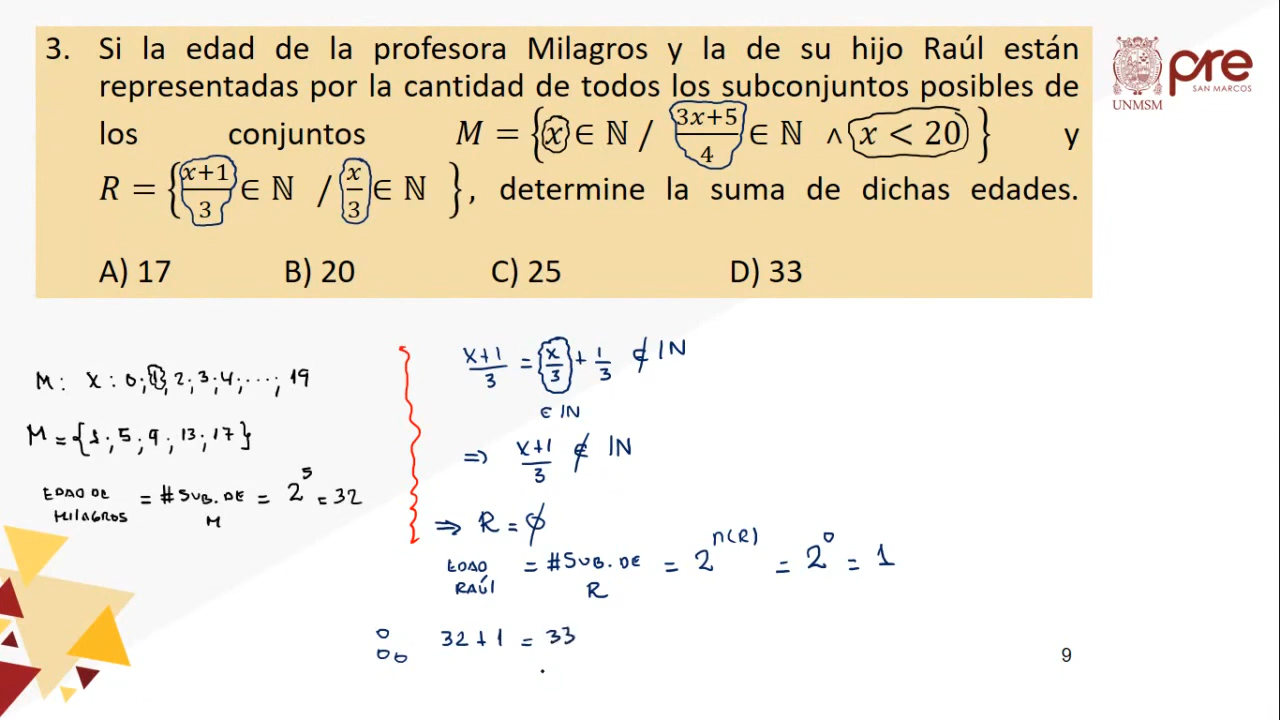 3. Si la edad de la profesora Milagros y la de su hijo Raúl están
representadas por la cantidad de todos los subconjuntos posibles de
los conjuntos M = {x ∈ ℕ / (3x+5)/4 ∈ ℕ ∧ x < 20} y
R = {(x+1)/3 ∈ ℕ / x/3 ∈ ℕ }, determine la suma de dichas edades.
A) 17 B) 20 C) 25 D) 33
UNMSM
pre
SAN MARCOS
M: X: 0; 1; 2; 3; 4; ...; 19
M = {1; 5; 9; 13; 17}
EDAD DE MILAGROS = #SUB. DE M = 2^5 = 32
(x+1)/3 = x/3 + 1/3 ∉ IN
∈ IN
⇒ (x+1)/3 ∉ IN
⇒ R = ∅
EDAD RAÚL = #SUB. DE R = 2^n(R) = 2^0 = 1
∴ 32 + 1 = 33
9